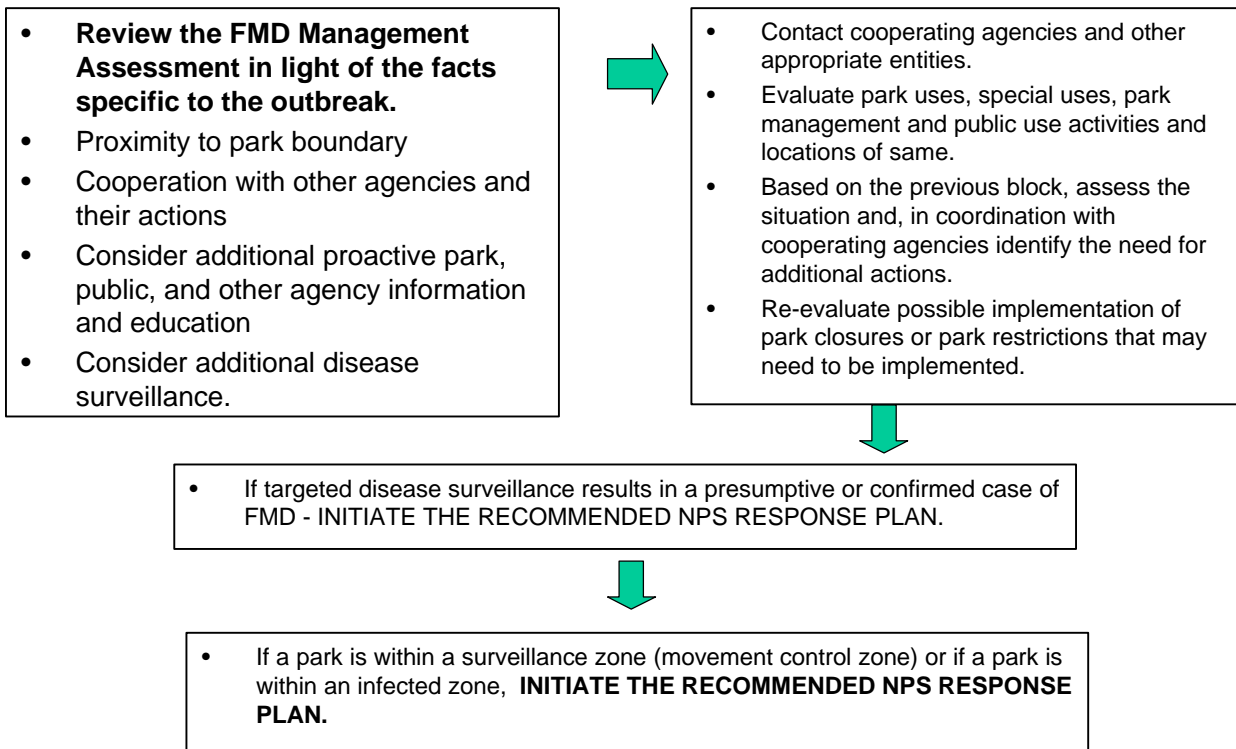 • Review the FMD Management
Assessment in light of the facts
specific to the outbreak.
• Proximity to park boundary
• Cooperation with other agencies and
their actions
• Consider additional proactive park,
public, and other agency information
and education
• Consider additional disease
surveillance.
• Contact cooperating agencies and other
appropriate entities.
• Evaluate park uses, special uses, park
management and public use activities and
locations of same.
• Based on the previous block, assess the
situation and, in coordination with
cooperating agencies identify the need for
additional actions.
• Re-evaluate possible implementation of
park closures or park restrictions that may
need to be implemented.
• If targeted disease surveillance results in a presumptive or confirmed case of
FMD - INITIATE THE RECOMMENDED NPS RESPONSE PLAN.
• If a park is within a surveillance zone (movement control zone) or if a park is
within an infected zone, INITIATE THE RECOMMENDED NPS RESPONSE
PLAN.